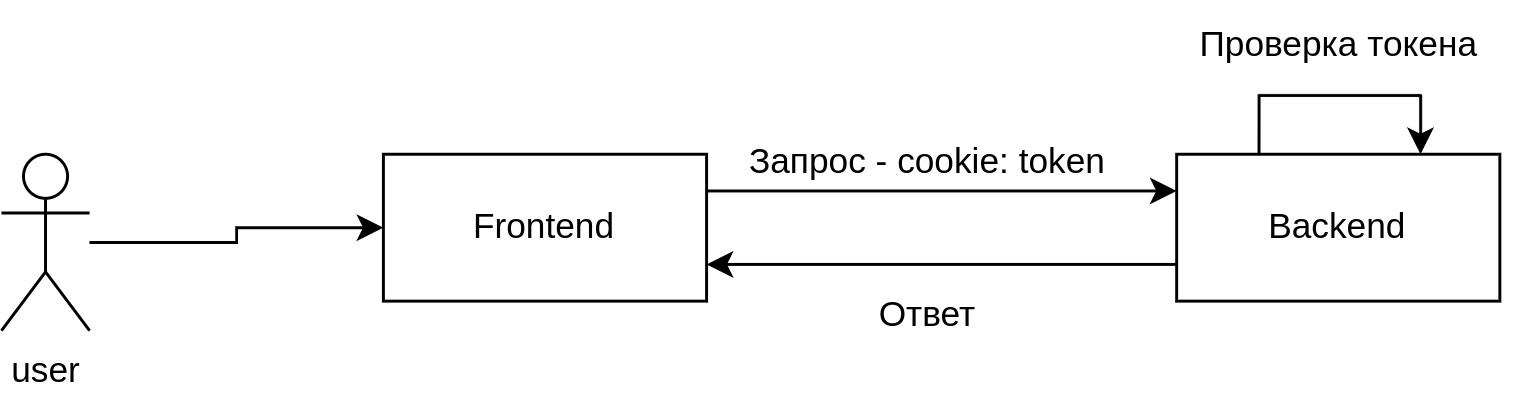 Проверка токена
Запрос - cookie: token
Frontend
Backend
Ответ
user